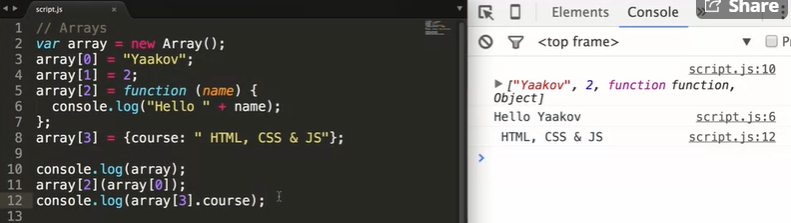 script.js ×
1 // Arrays
2 var array = new Array();
3 array[0] = "Yaakov";
4 array[1] = 2;
5 array[2] = function (name) {
6   console.log("Hello " + name);
7 };
8 array[3] = {course: " HTML, CSS & JS"};
9
10 console.log(array);
11 array[2](array[0]);
12 console.log(array[3].course);
13
Share
Elements Console »
<top frame> ▼ P
script.js:10
▶ ["Yaakov", 2, function function,
Object]
Hello Yaakov script.js:6
 HTML, CSS & JS script.js:12
>